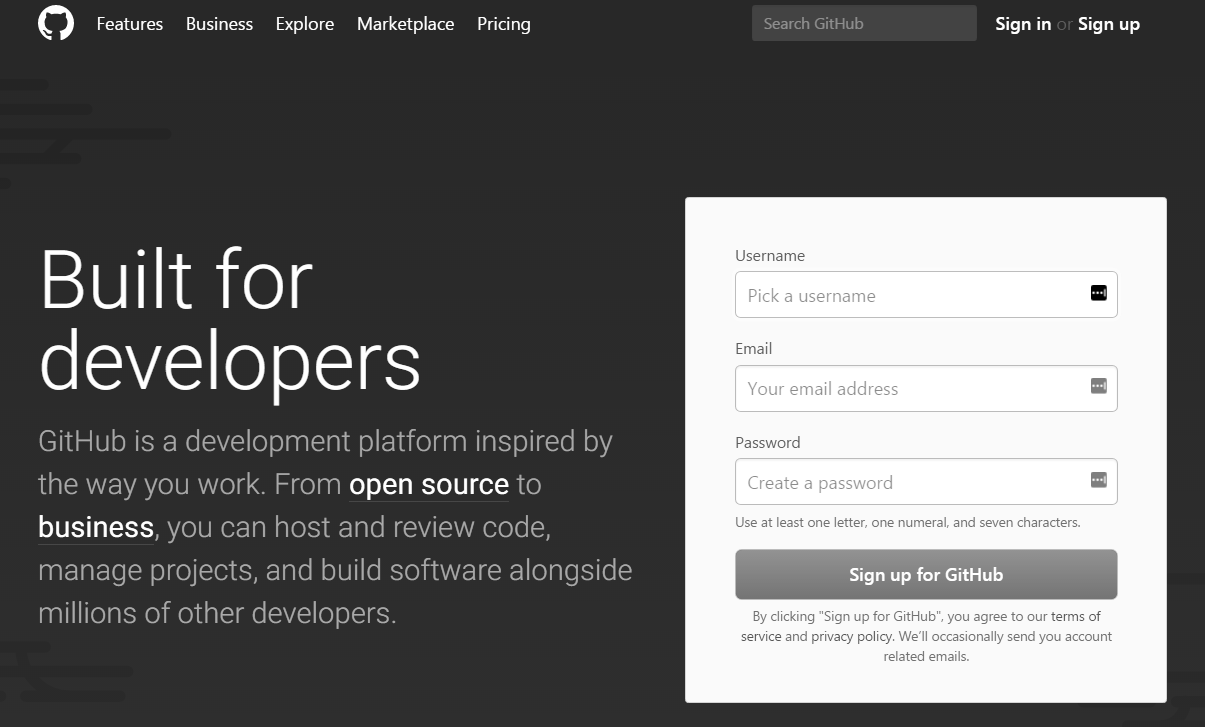 Features Business Explore Marketplace Pricing Search GitHub Sign in or Sign up
Built for
developers
GitHub is a development platform inspired by
the way you work. From open source to
business, you can host and review code,
manage projects, and build software alongside
millions of other developers.
Username
Pick a username
Email
Your email address
Password
Create a password
Use at least one letter, one numeral, and seven characters.
Sign up for GitHub
By clicking "Sign up for GitHub", you agree to our terms of
service and privacy policy. We’ll occasionally send you account
related emails.